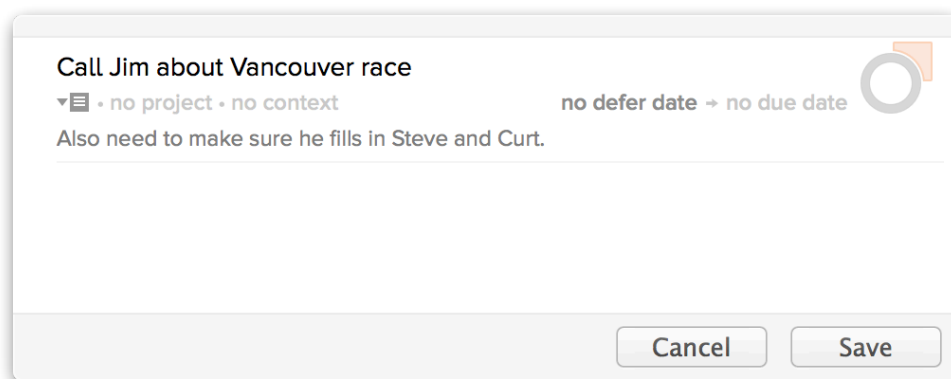 Call Jim about Vancouver race
• no project • no context no defer date → no due date
Also need to make sure he fills in Steve and Curt.
Cancel Save